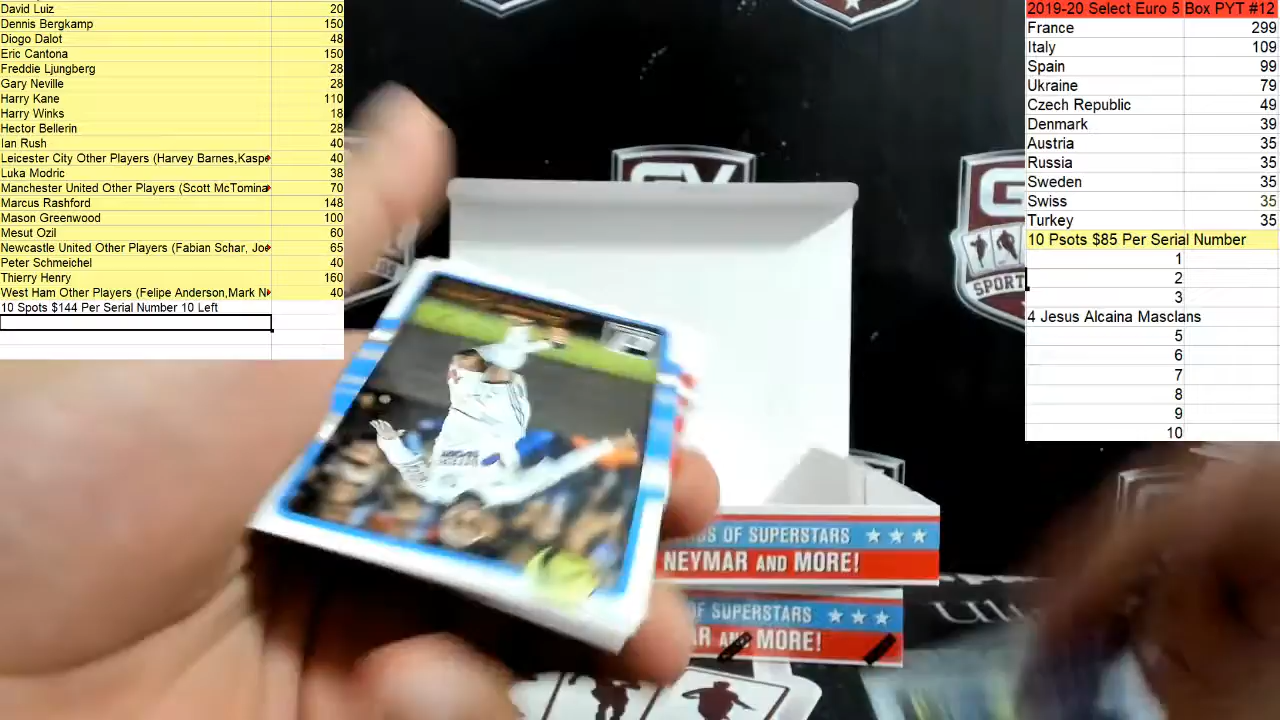 David Luiz 20
Dennis Bergkamp 150
Diogo Dalot 48
Eric Cantona 150
Freddie Ljungberg 28
Gary Neville 28
Harry Kane 110
Harry Winks 18
Hector Bellerin 28
Ian Rush 40
Leicester City Other Players (Harvey Barnes,Kaspe 40
Luka Modric 38
Manchester United Other Players (Scott McTomina 70
Marcus Rashford 148
Mason Greenwood 100
Mesut Ozil 60
Newcastle United Other Players (Fabian Schar, Joe 65
Peter Schmeichel 40
Thierry Henry 160
West Ham Other Players (Felipe Anderson,Mark N 40
10 Spots $144 Per Serial Number 10 Left
2019-20 Select Euro 5 Box PYT #12
France 299
Italy 109
Spain 99
Ukraine 79
Czech Republic 49
Denmark 39
Austria 35
Russia 35
Sweden 35
Swiss 35
Turkey 35
10 Psots $85 Per Serial Number
1
2
3
4 Jesus Alcaina Masclans
5
6
7
8
9
10
SPORT
OF SUPERSTARS
NEYMAR AND MORE!
OF SUPERSTARS
AND MORE!